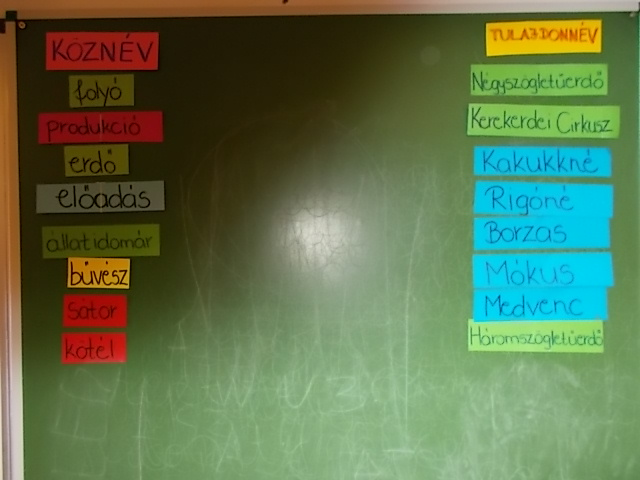 KÖZNÉV
folyó
produkció
erdő
előadás
állatidomár
bűvész
sátor
kötél
TULAJDONNÉV
Négyszögletűerdő
Kerekerdei Cirkusz
Kakukkné
Rigóné
Borzas
Mókus
Medvenc
Háromszögletűerdő